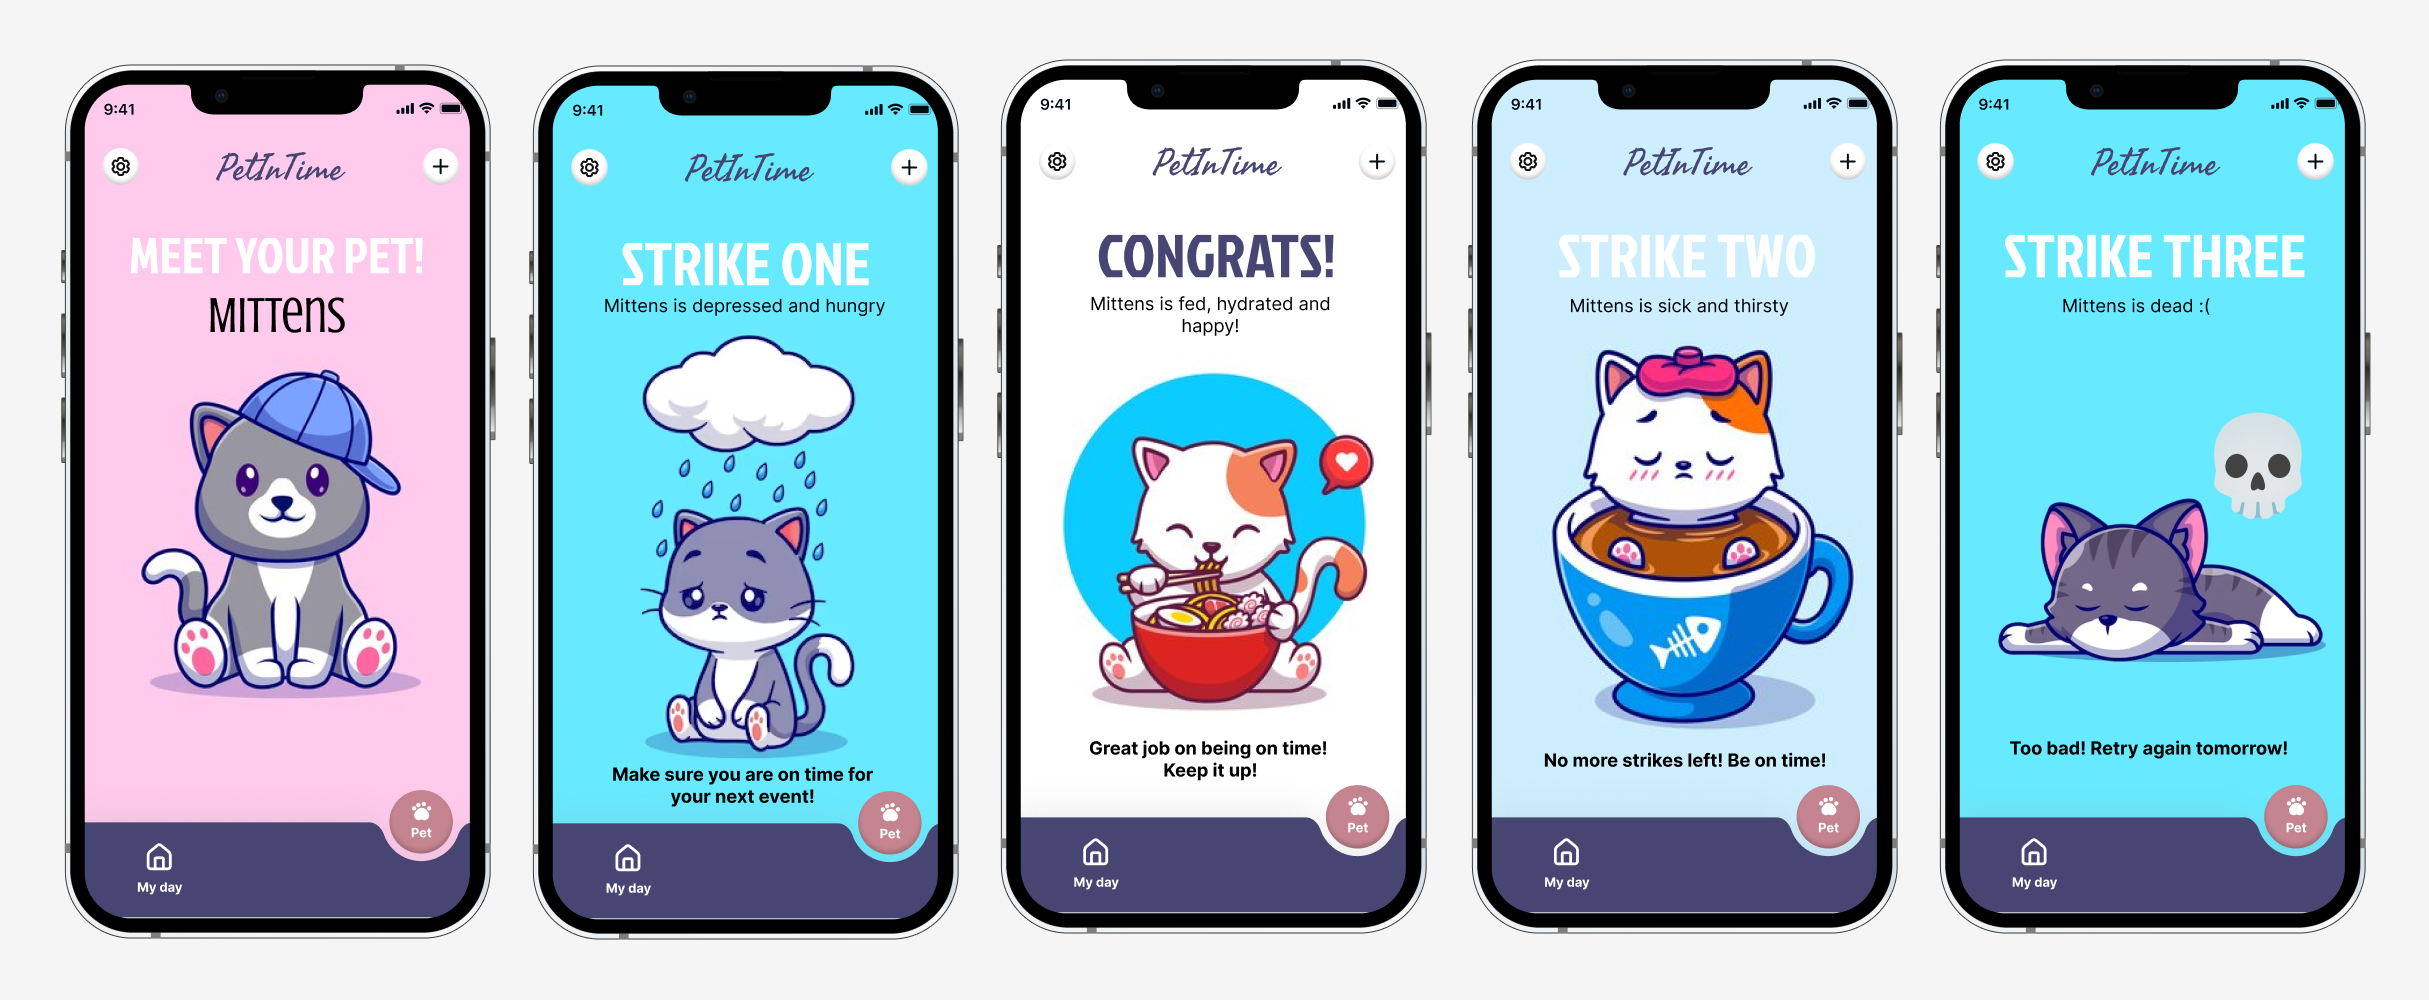 9:41
PetInTime
MEET YOUR PET!
MITTens
Pet
My day
9:41
PetInTime
STRIKE ONE
Mittens is depressed and hungry
Make sure you are on time for
your next event!
Pet
My day
9:41
PetInTime
CONGRATS!
Mittens is fed, hydrated and
happy!
Great job on being on time!
Keep it up!
Pet
My day
9:41
PetInTime
STRIKE TWO
Mittens is sick and thirsty
No more strikes left! Be on time!
Pet
My day
9:41
PetInTime
STRIKE THREE
Mittens is dead :(
Too bad! Retry again tomorrow!
Pet
My day